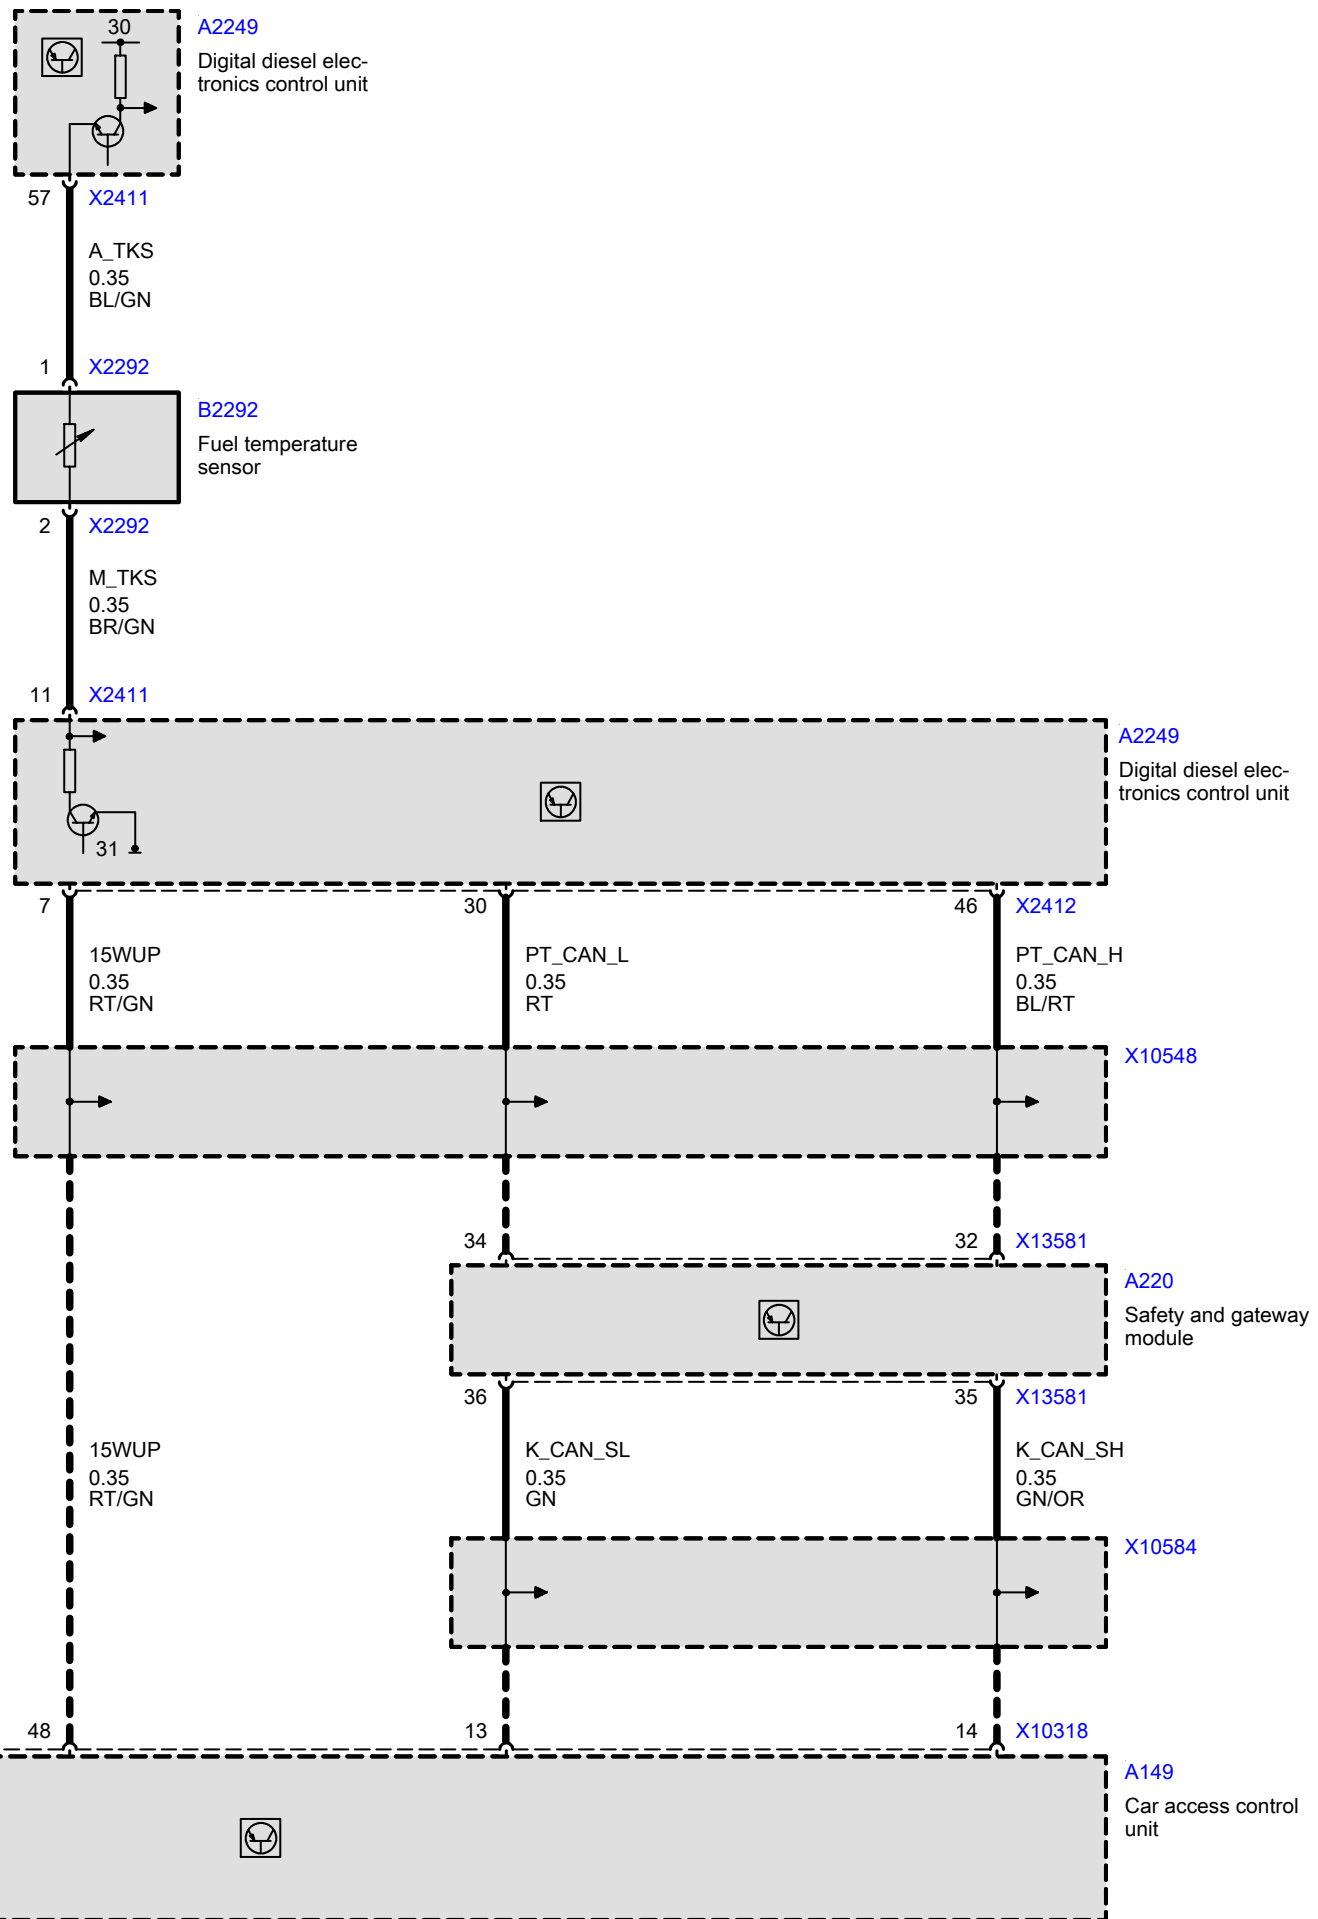 30
A2249
Digital diesel elec-
tronics control unit
57 X2411
A_TKS
0.35
BL/GN
1 X2292
B2292
Fuel temperature
sensor
2 X2292
M_TKS
0.35
BR/GN
11 X2411
A2249
Digital diesel elec-
tronics control unit
31
7 30 46 X2412
15WUP PT_CAN_L PT_CAN_H
0.35 0.35 0.35
RT/GN RT BL/RT
X10548
34 32 X13581
A220
Safety and gateway
module
36 35 X13581
15WUP K_CAN_SL K_CAN_SH
0.35 0.35 0.35
RT/GN GN GN/OR
X10584
48 13 14 X10318
A149
Car access control
unit